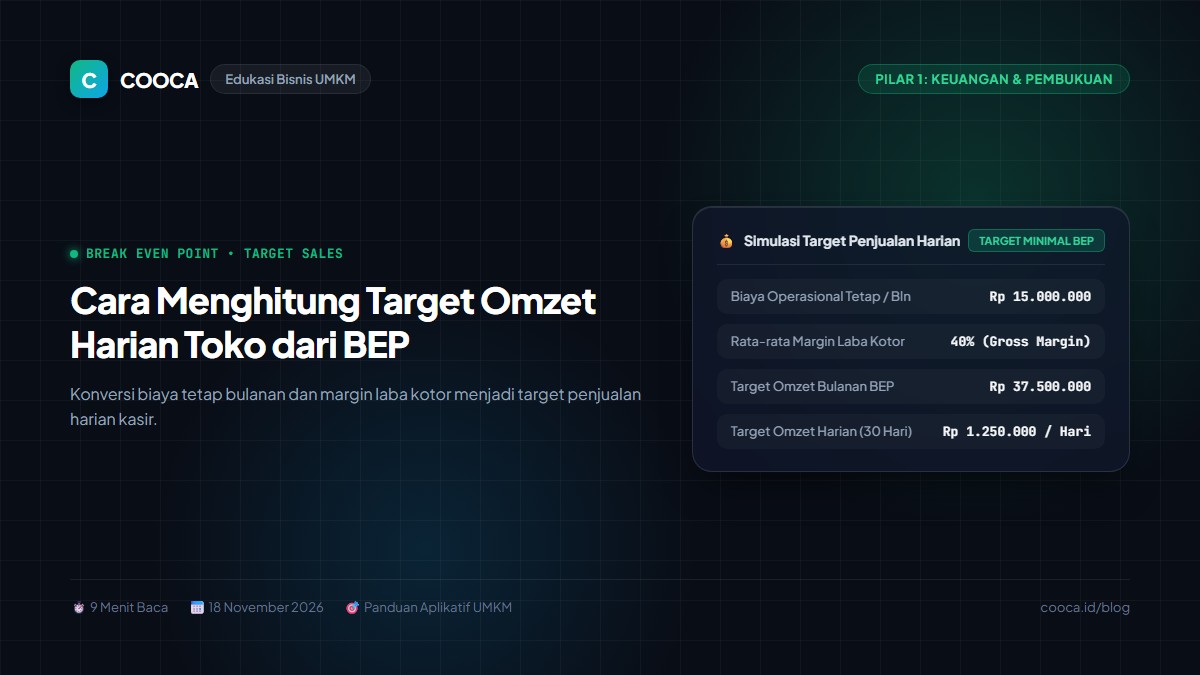 C COOCA Edukasi Bisnis UMKM
PILAR 1: KEUANGAN & PEMBUKUAN
BREAK EVEN POINT • TARGET SALES
Cara Menghitung Target Omzet
Harian Toko dari BEP
Konversi biaya tetap bulanan dan margin laba kotor menjadi target penjualan
harian kasir.
Simulasi Target Penjualan Harian TARGET MINIMAL BEP
Biaya Operasional Tetap / Bln Rp 15.000.000
Rata-rata Margin Laba Kotor 40% (Gross Margin)
Target Omzet Bulanan BEP Rp 37.500.000
Target Omzet Harian (30 Hari) Rp 1.250.000 / Hari
9 Menit Baca 18 November 2026 Panduan Aplikatif UMKM
cooca.id/blog